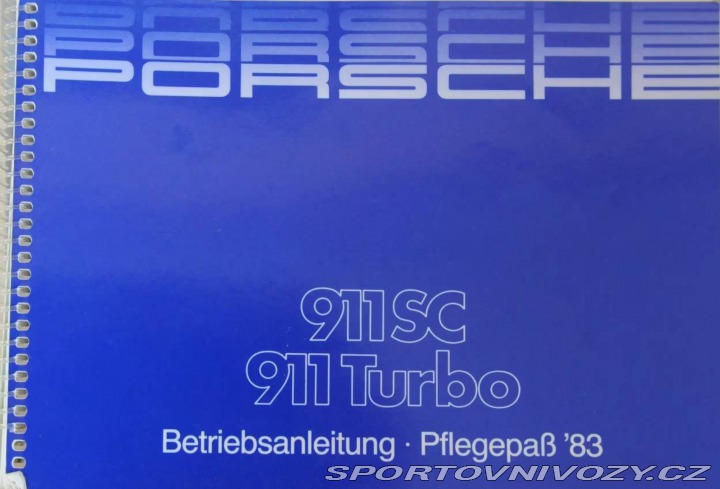 PORSCHE
PORSCHE
PORSCHE
911 SC
911 Turbo
Betriebsanleitung · Pflegepaß '83
SPORTOVNIVOZY.CZ